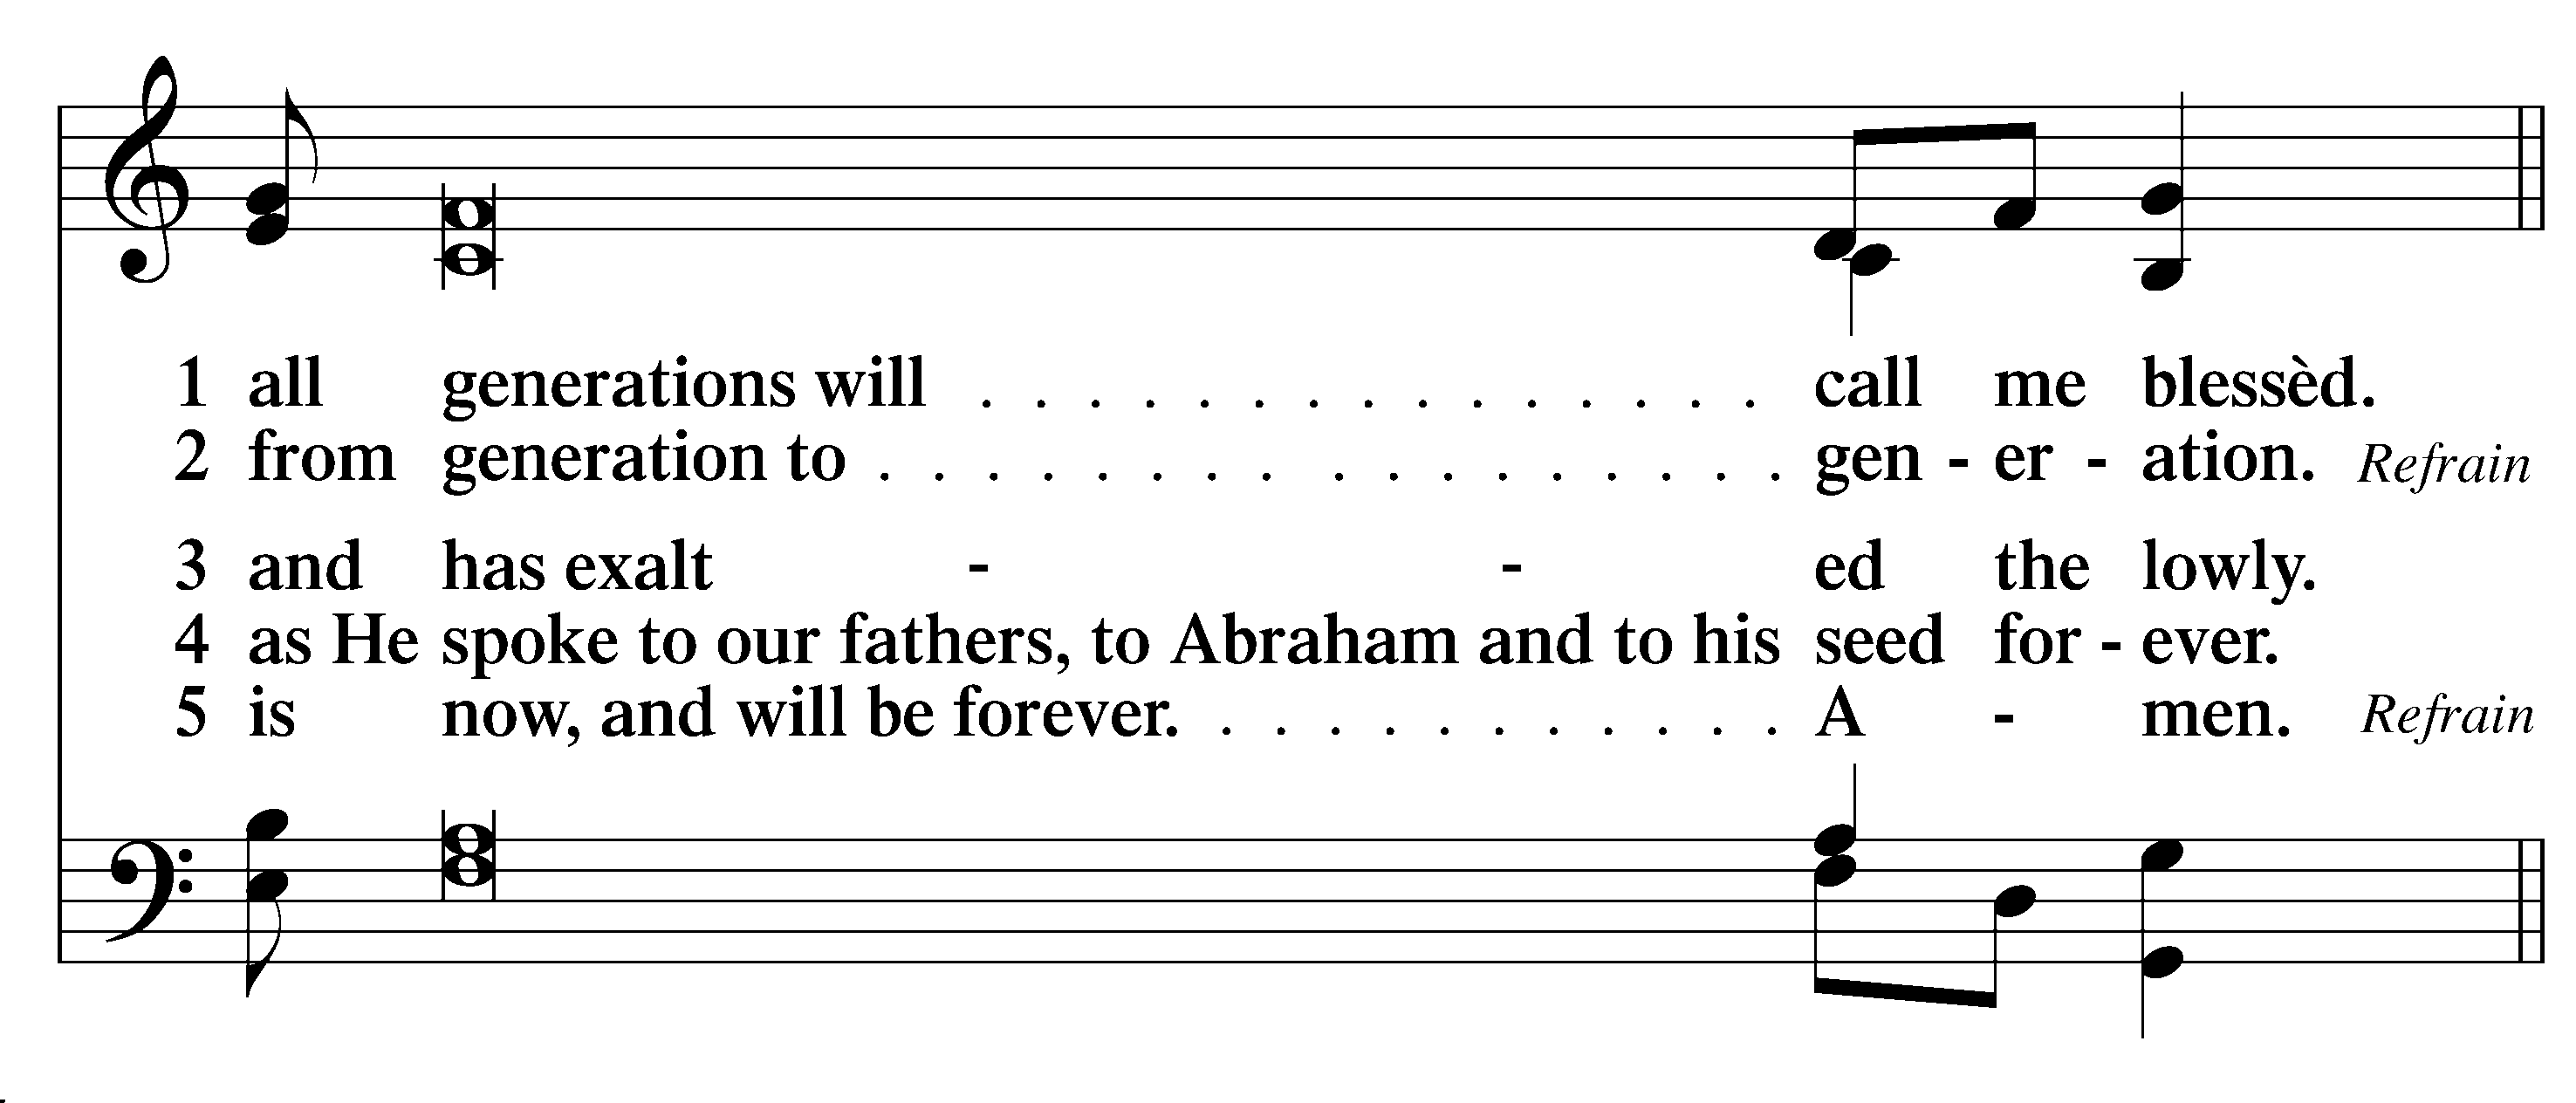 1 all generations will . . . . . . . . . . . . . . . call me blessèd.
2 from generation to . . . . . . . . . . . . . . . . . gen - er - ation. Refrain
3 and has exalt - - ed the lowly.
4 as He spoke to our fathers, to Abraham and to his seed for - ever.
5 is now, and will be forever. . . . . . . . . . . . A - men. Refrain